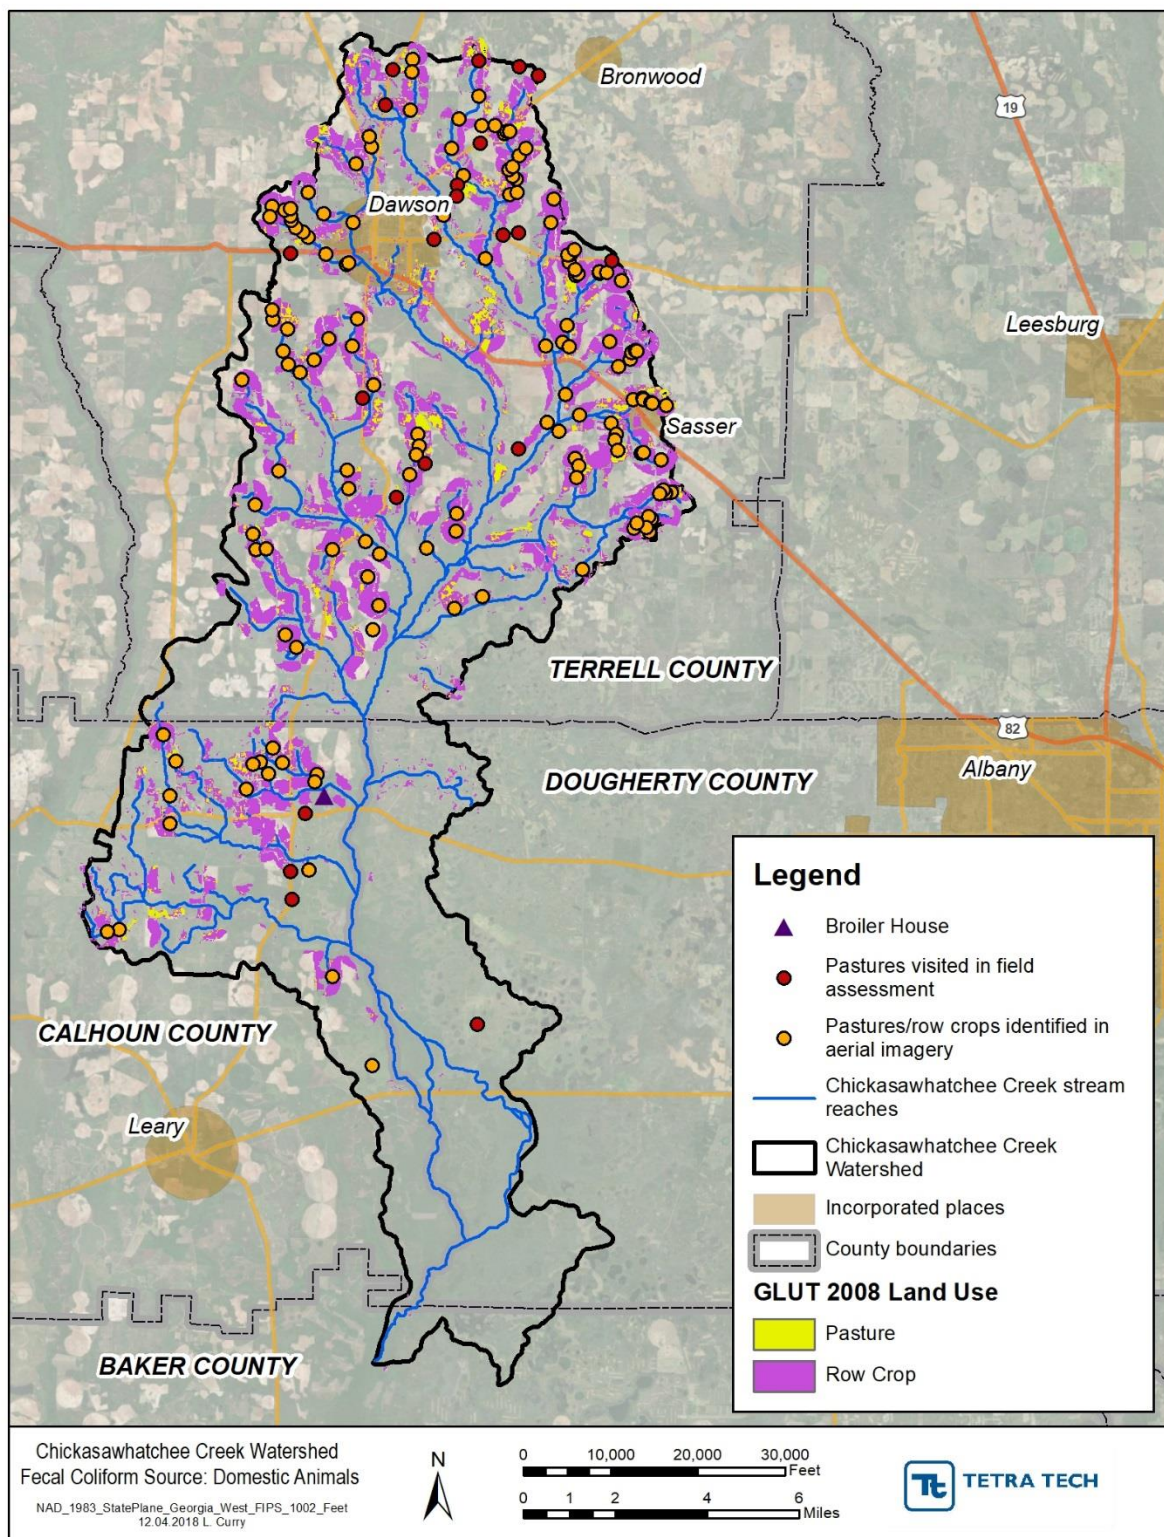 Bronwood
19
Dawson
Leesburg
Sasser
TERRELL COUNTY
82
Albany
DOUGHERTY COUNTY
CALHOUN COUNTY
Leary
BAKER COUNTY
Legend
Broiler House
Pastures visited in field
assessment
Pastures/row crops identified in
aerial imagery
Chickasawhatchee Creek stream
reaches
Chickasawhatchee Creek
Watershed
Incorporated places
County boundaries
GLUT 2008 Land Use
Pasture
Row Crop
Chickasawhatchee Creek Watershed
Fecal Coliform Source: Domestic Animals
NAD_1983_StatePlane_Georgia_West_FIPS_1002_Feet
12.04.2018 L. Curry
N
0 10,000 20,000 30,000
Feet
0 1 2 4 6
Miles
Tt TETRA TECH